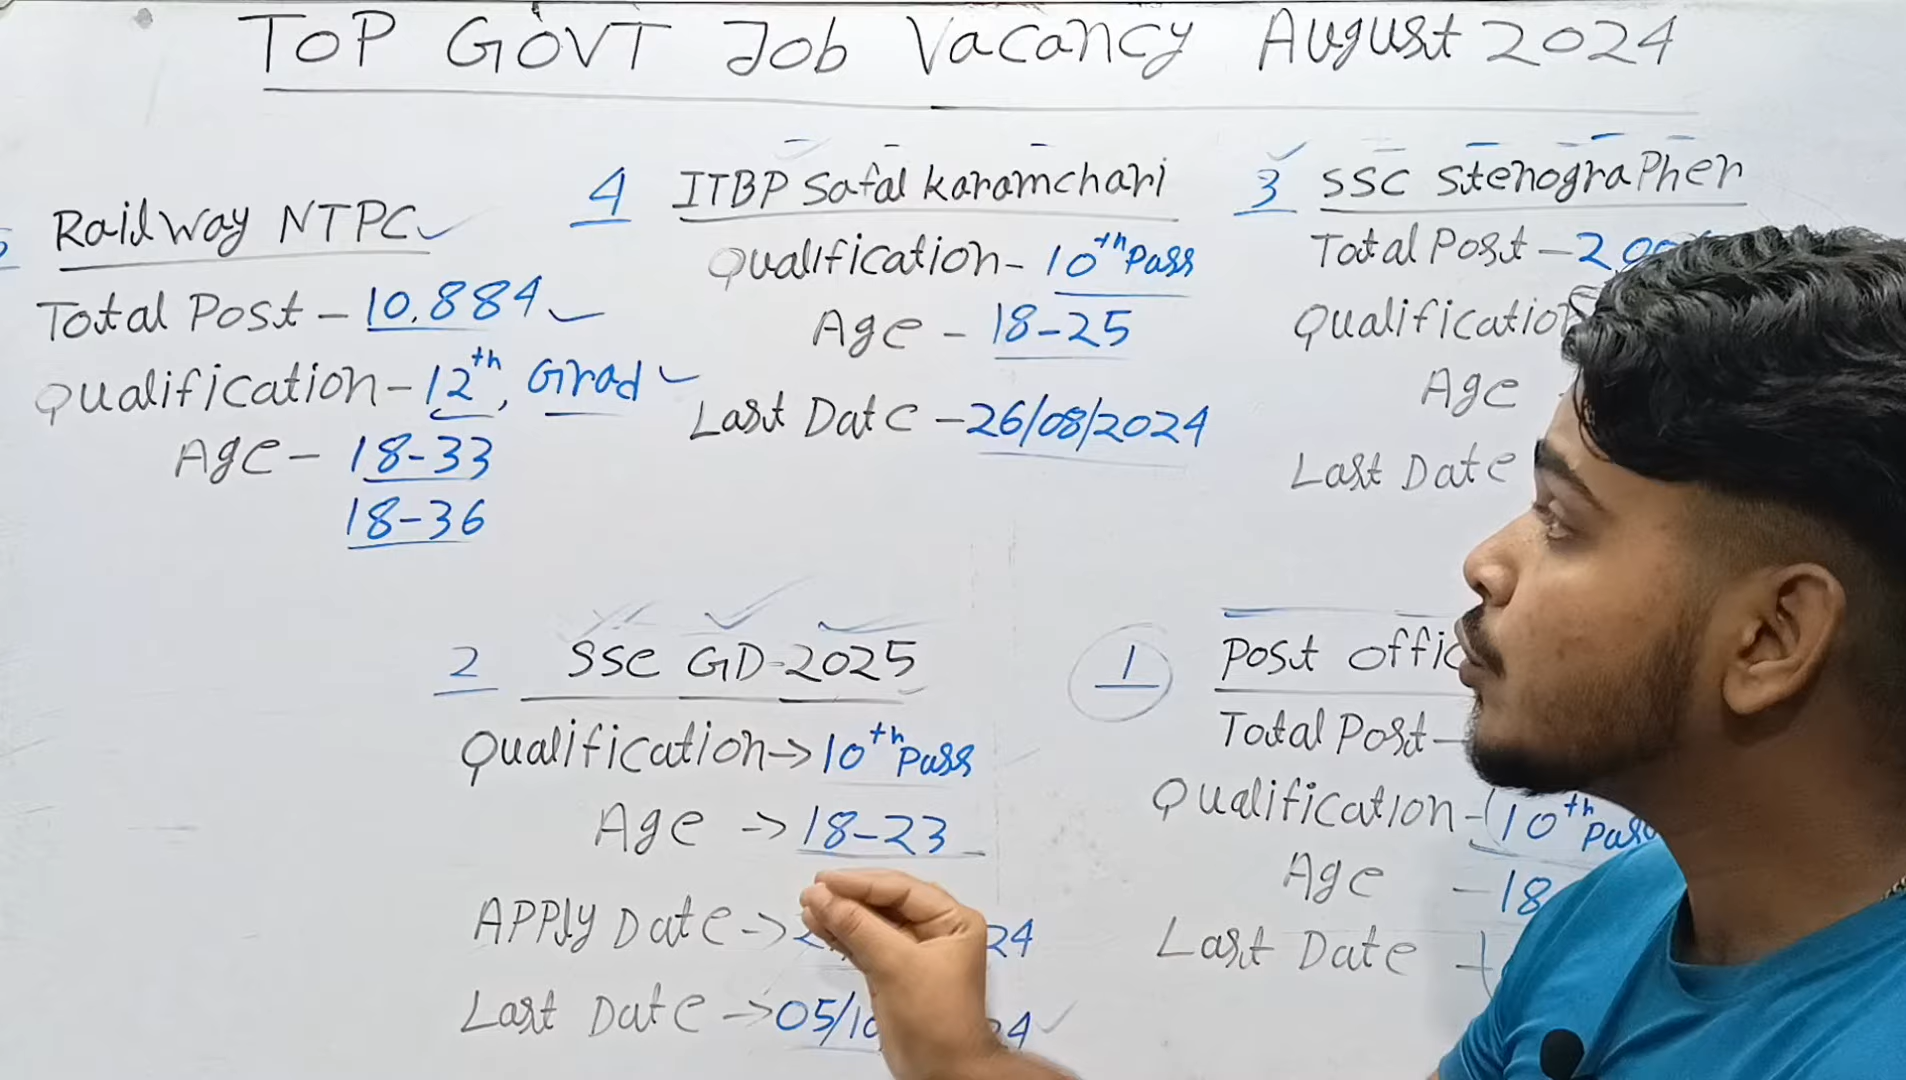 TOP GOVT Job Vacancy August 2024
Railway NTPC
Total Post - 10,884
Qualification - 12th, Grad
Age - 18-33
18-36
4 ITBP Safai Karamchari
Qualification - 10th Pass
Age - 18-25
Last Date - 26/08/2024
3 SSC Stenographer
Total Post -
Qualification
Age
Last Date
2 SSC GD-2025
Qualification → 10th Pass
Age → 18-23
Apply Date →
Last Date → 05/
1 Post
Total Post -
Qualification - 10th Pass
Age - 18
Last Date